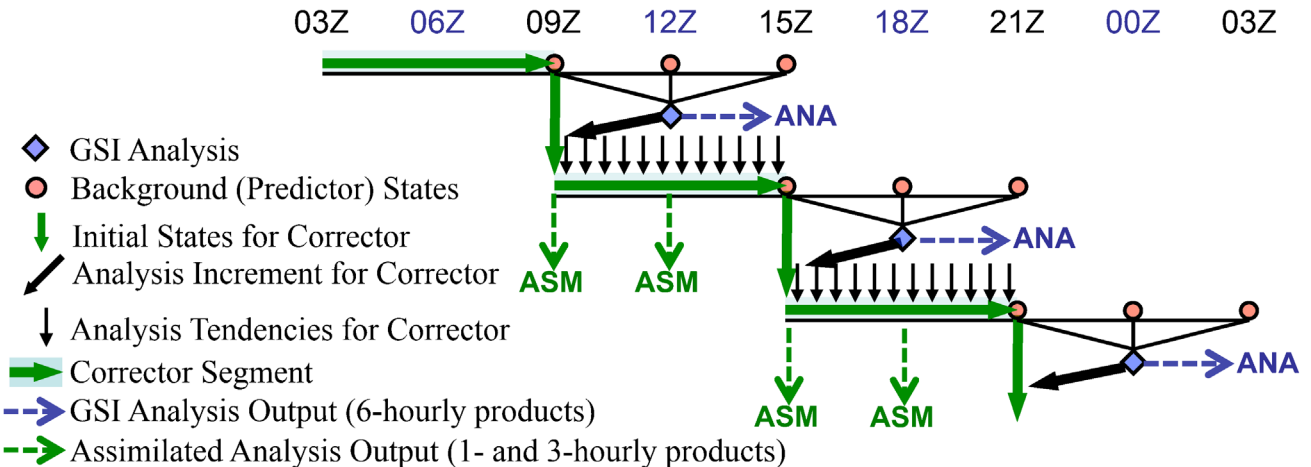 03Z 06Z 09Z 12Z 15Z 18Z 21Z 00Z 03Z
ANA
GSI Analysis
Background (Predictor) States
Initial States for Corrector
ANA
Analysis Increment for Corrector
ASM ASM
Analysis Tendencies for Corrector
Corrector Segment
ANA
GSI Analysis Output (6-hourly products)
ASM ASM
Assimilated Analysis Output (1- and 3-hourly products)